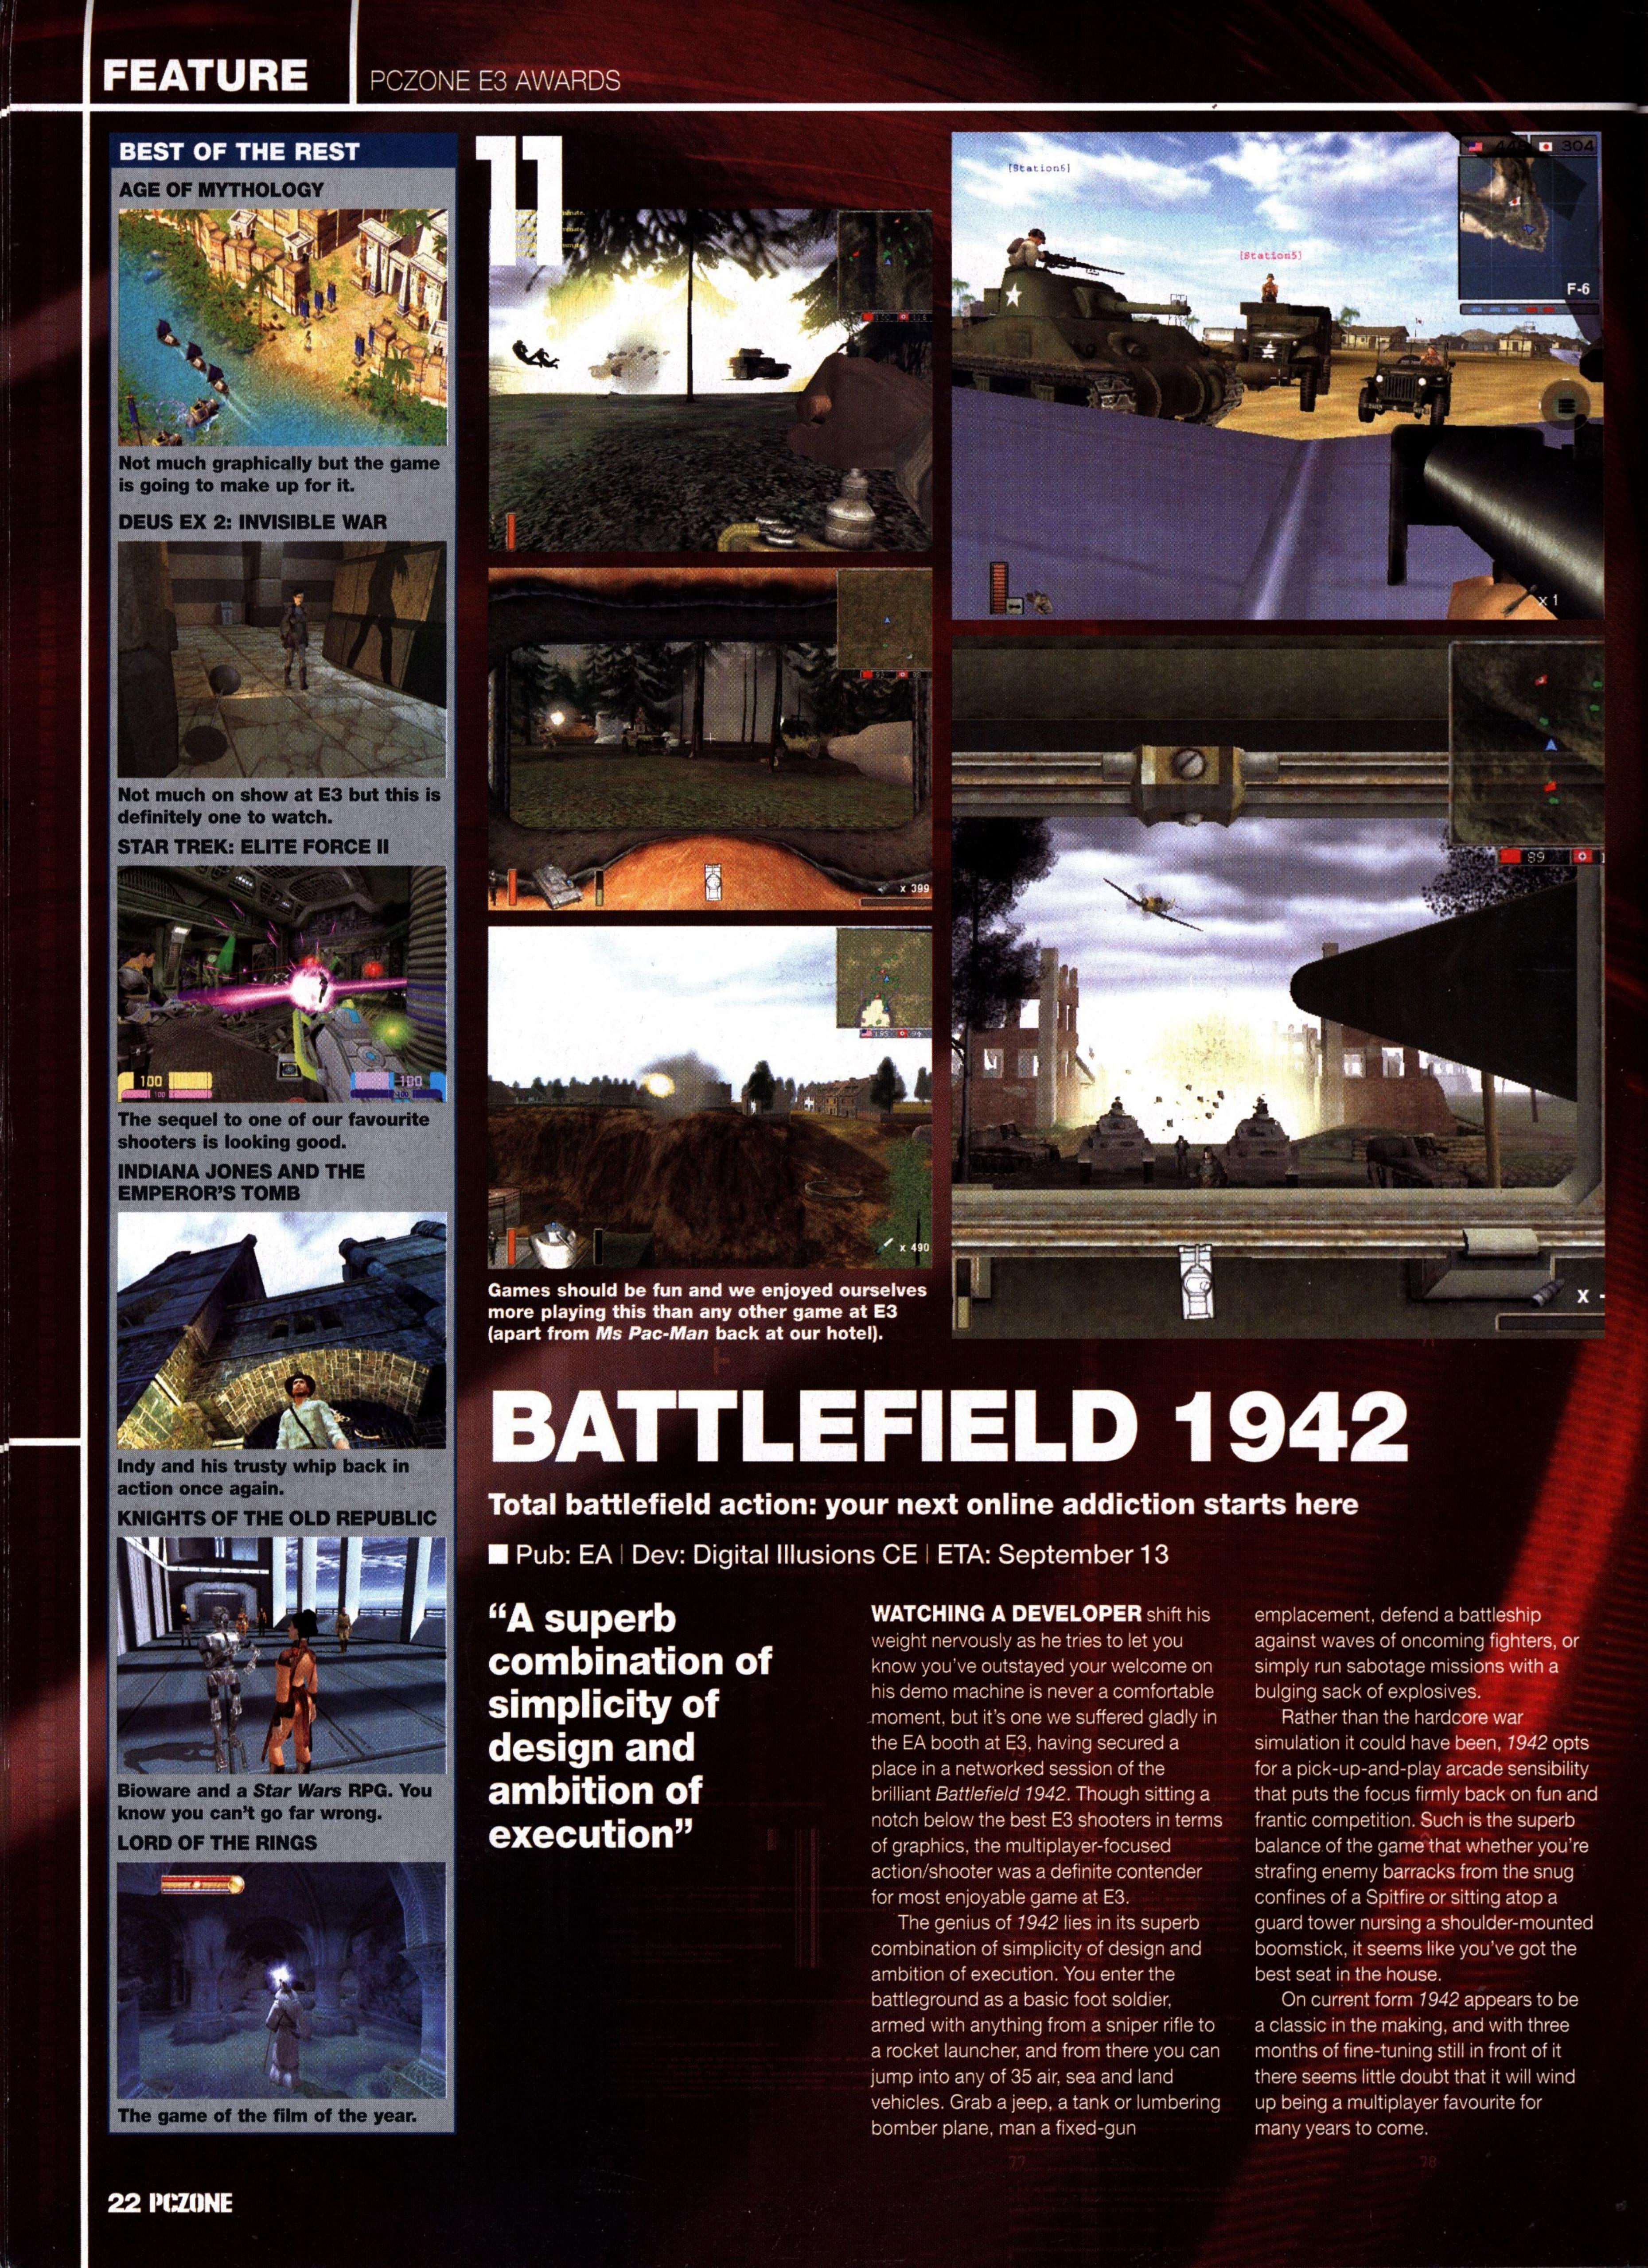 FEATURE
PCZONE E3 AWARDS
BEST OF THE REST
AGE OF MYTHOLOGY
Not much graphically but the game
is going to make up for it.
DEUS EX 2: INVISIBLE WAR
Not much on show at E3 but this is
definitely one to watch.
STAR TREK: ELITE FORCE II
100
100
100
100
The sequel to one of our favourite
shooters is looking good.
INDIANA JONES AND THE
EMPEROR'S TOMB
Indy and his trusty whip back in
action once again.
KNIGHTS OF THE OLD REPUBLIC
Bioware and a Star Wars RPG. You
know you can't go far wrong.
LORD OF THE RINGS
The game of the film of the year.
11
[Station6]
[Station5]
304
F-6
x 1
x 399
89
x 490
X -
Games should be fun and we enjoyed ourselves
more playing this than any other game at E3
(apart from Ms Pac-Man back at our hotel).
BATTLEFIELD 1942
Total battlefield action: your next online addiction starts here
■ Pub: EA | Dev: Digital Illusions CE | ETA: September 13
“A superb
combination of
simplicity of
design and
ambition of
execution”
WATCHING A DEVELOPER shift his
weight nervously as he tries to let you
know you've outstayed your welcome on
his demo machine is never a comfortable
moment, but it's one we suffered gladly in
the EA booth at E3, having secured a
place in a networked session of the
brilliant Battlefield 1942. Though sitting a
notch below the best E3 shooters in terms
of graphics, the multiplayer-focused
action/shooter was a definite contender
for most enjoyable game at E3.
The genius of 1942 lies in its superb
combination of simplicity of design and
ambition of execution. You enter the
battleground as a basic foot soldier,
armed with anything from a sniper rifle to
a rocket launcher, and from there you can
jump into any of 35 air, sea and land
vehicles. Grab a jeep, a tank or lumbering
bomber plane, man a fixed-gun
emplacement, defend a battleship
against waves of oncoming fighters, or
simply run sabotage missions with a
bulging sack of explosives.
Rather than the hardcore war
simulation it could have been, 1942 opts
for a pick-up-and-play arcade sensibility
that puts the focus firmly back on fun and
frantic competition. Such is the superb
balance of the game that whether you're
strafing enemy barracks from the snug
confines of a Spitfire or sitting atop a
guard tower nursing a shoulder-mounted
boomstick, it seems like you've got the
best seat in the house.
On current form 1942 appears to be
a classic in the making, and with three
months of fine-tuning still in front of it
there seems little doubt that it will wind
up being a multiplayer favourite for
many years to come.
77
78
22 PCZONE